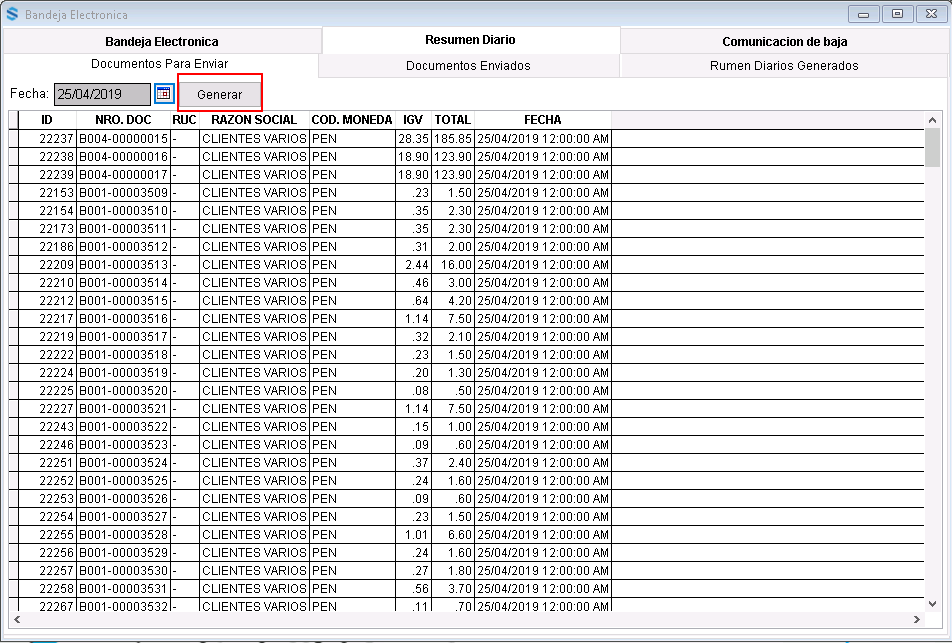 Bandeja Electronica
Bandeja Electronica Resumen Diario Comunicacion de baja
Documentos Para Enviar Documentos Enviados Rumen Diarios Generados
Fecha: 25/04/2019 Generar
ID NRO. DOC RUC RAZON SOCIAL COD. MONEDA IGV TOTAL FECHA
22237 B004-00000015 - CLIENTES VARIOS PEN 28.35 185.85 25/04/2019 12:00:00 AM
22238 B004-00000016 - CLIENTES VARIOS PEN 18.90 123.90 25/04/2019 12:00:00 AM
22239 B004-00000017 - CLIENTES VARIOS PEN 18.90 123.90 25/04/2019 12:00:00 AM
22153 B001-00003509 - CLIENTES VARIOS PEN .23 1.50 25/04/2019 12:00:00 AM
22154 B001-00003510 - CLIENTES VARIOS PEN .35 2.30 25/04/2019 12:00:00 AM
22173 B001-00003511 - CLIENTES VARIOS PEN .35 2.30 25/04/2019 12:00:00 AM
22186 B001-00003512 - CLIENTES VARIOS PEN .31 2.00 25/04/2019 12:00:00 AM
22209 B001-00003513 - CLIENTES VARIOS PEN 2.44 16.00 25/04/2019 12:00:00 AM
22210 B001-00003514 - CLIENTES VARIOS PEN .46 3.00 25/04/2019 12:00:00 AM
22212 B001-00003515 - CLIENTES VARIOS PEN .64 4.20 25/04/2019 12:00:00 AM
22217 B001-00003516 - CLIENTES VARIOS PEN 1.14 7.50 25/04/2019 12:00:00 AM
22219 B001-00003517 - CLIENTES VARIOS PEN .32 2.10 25/04/2019 12:00:00 AM
22222 B001-00003518 - CLIENTES VARIOS PEN .23 1.50 25/04/2019 12:00:00 AM
22224 B001-00003519 - CLIENTES VARIOS PEN .20 1.30 25/04/2019 12:00:00 AM
22225 B001-00003520 - CLIENTES VARIOS PEN .08 .50 25/04/2019 12:00:00 AM
22227 B001-00003521 - CLIENTES VARIOS PEN 1.14 7.50 25/04/2019 12:00:00 AM
22243 B001-00003522 - CLIENTES VARIOS PEN .15 1.00 25/04/2019 12:00:00 AM
22246 B001-00003523 - CLIENTES VARIOS PEN .09 .60 25/04/2019 12:00:00 AM
22251 B001-00003524 - CLIENTES VARIOS PEN .37 2.40 25/04/2019 12:00:00 AM
22252 B001-00003525 - CLIENTES VARIOS PEN .24 1.60 25/04/2019 12:00:00 AM
22253 B001-00003526 - CLIENTES VARIOS PEN .09 .60 25/04/2019 12:00:00 AM
22254 B001-00003527 - CLIENTES VARIOS PEN .23 1.50 25/04/2019 12:00:00 AM
22255 B001-00003528 - CLIENTES VARIOS PEN 1.01 6.60 25/04/2019 12:00:00 AM
22256 B001-00003529 - CLIENTES VARIOS PEN .24 1.60 25/04/2019 12:00:00 AM
22257 B001-00003530 - CLIENTES VARIOS PEN .27 1.80 25/04/2019 12:00:00 AM
22258 B001-00003531 - CLIENTES VARIOS PEN .56 3.70 25/04/2019 12:00:00 AM
22267 B001-00003532 - CLIENTES VARIOS PEN .11 .70 25/04/2019 12:00:00 AM